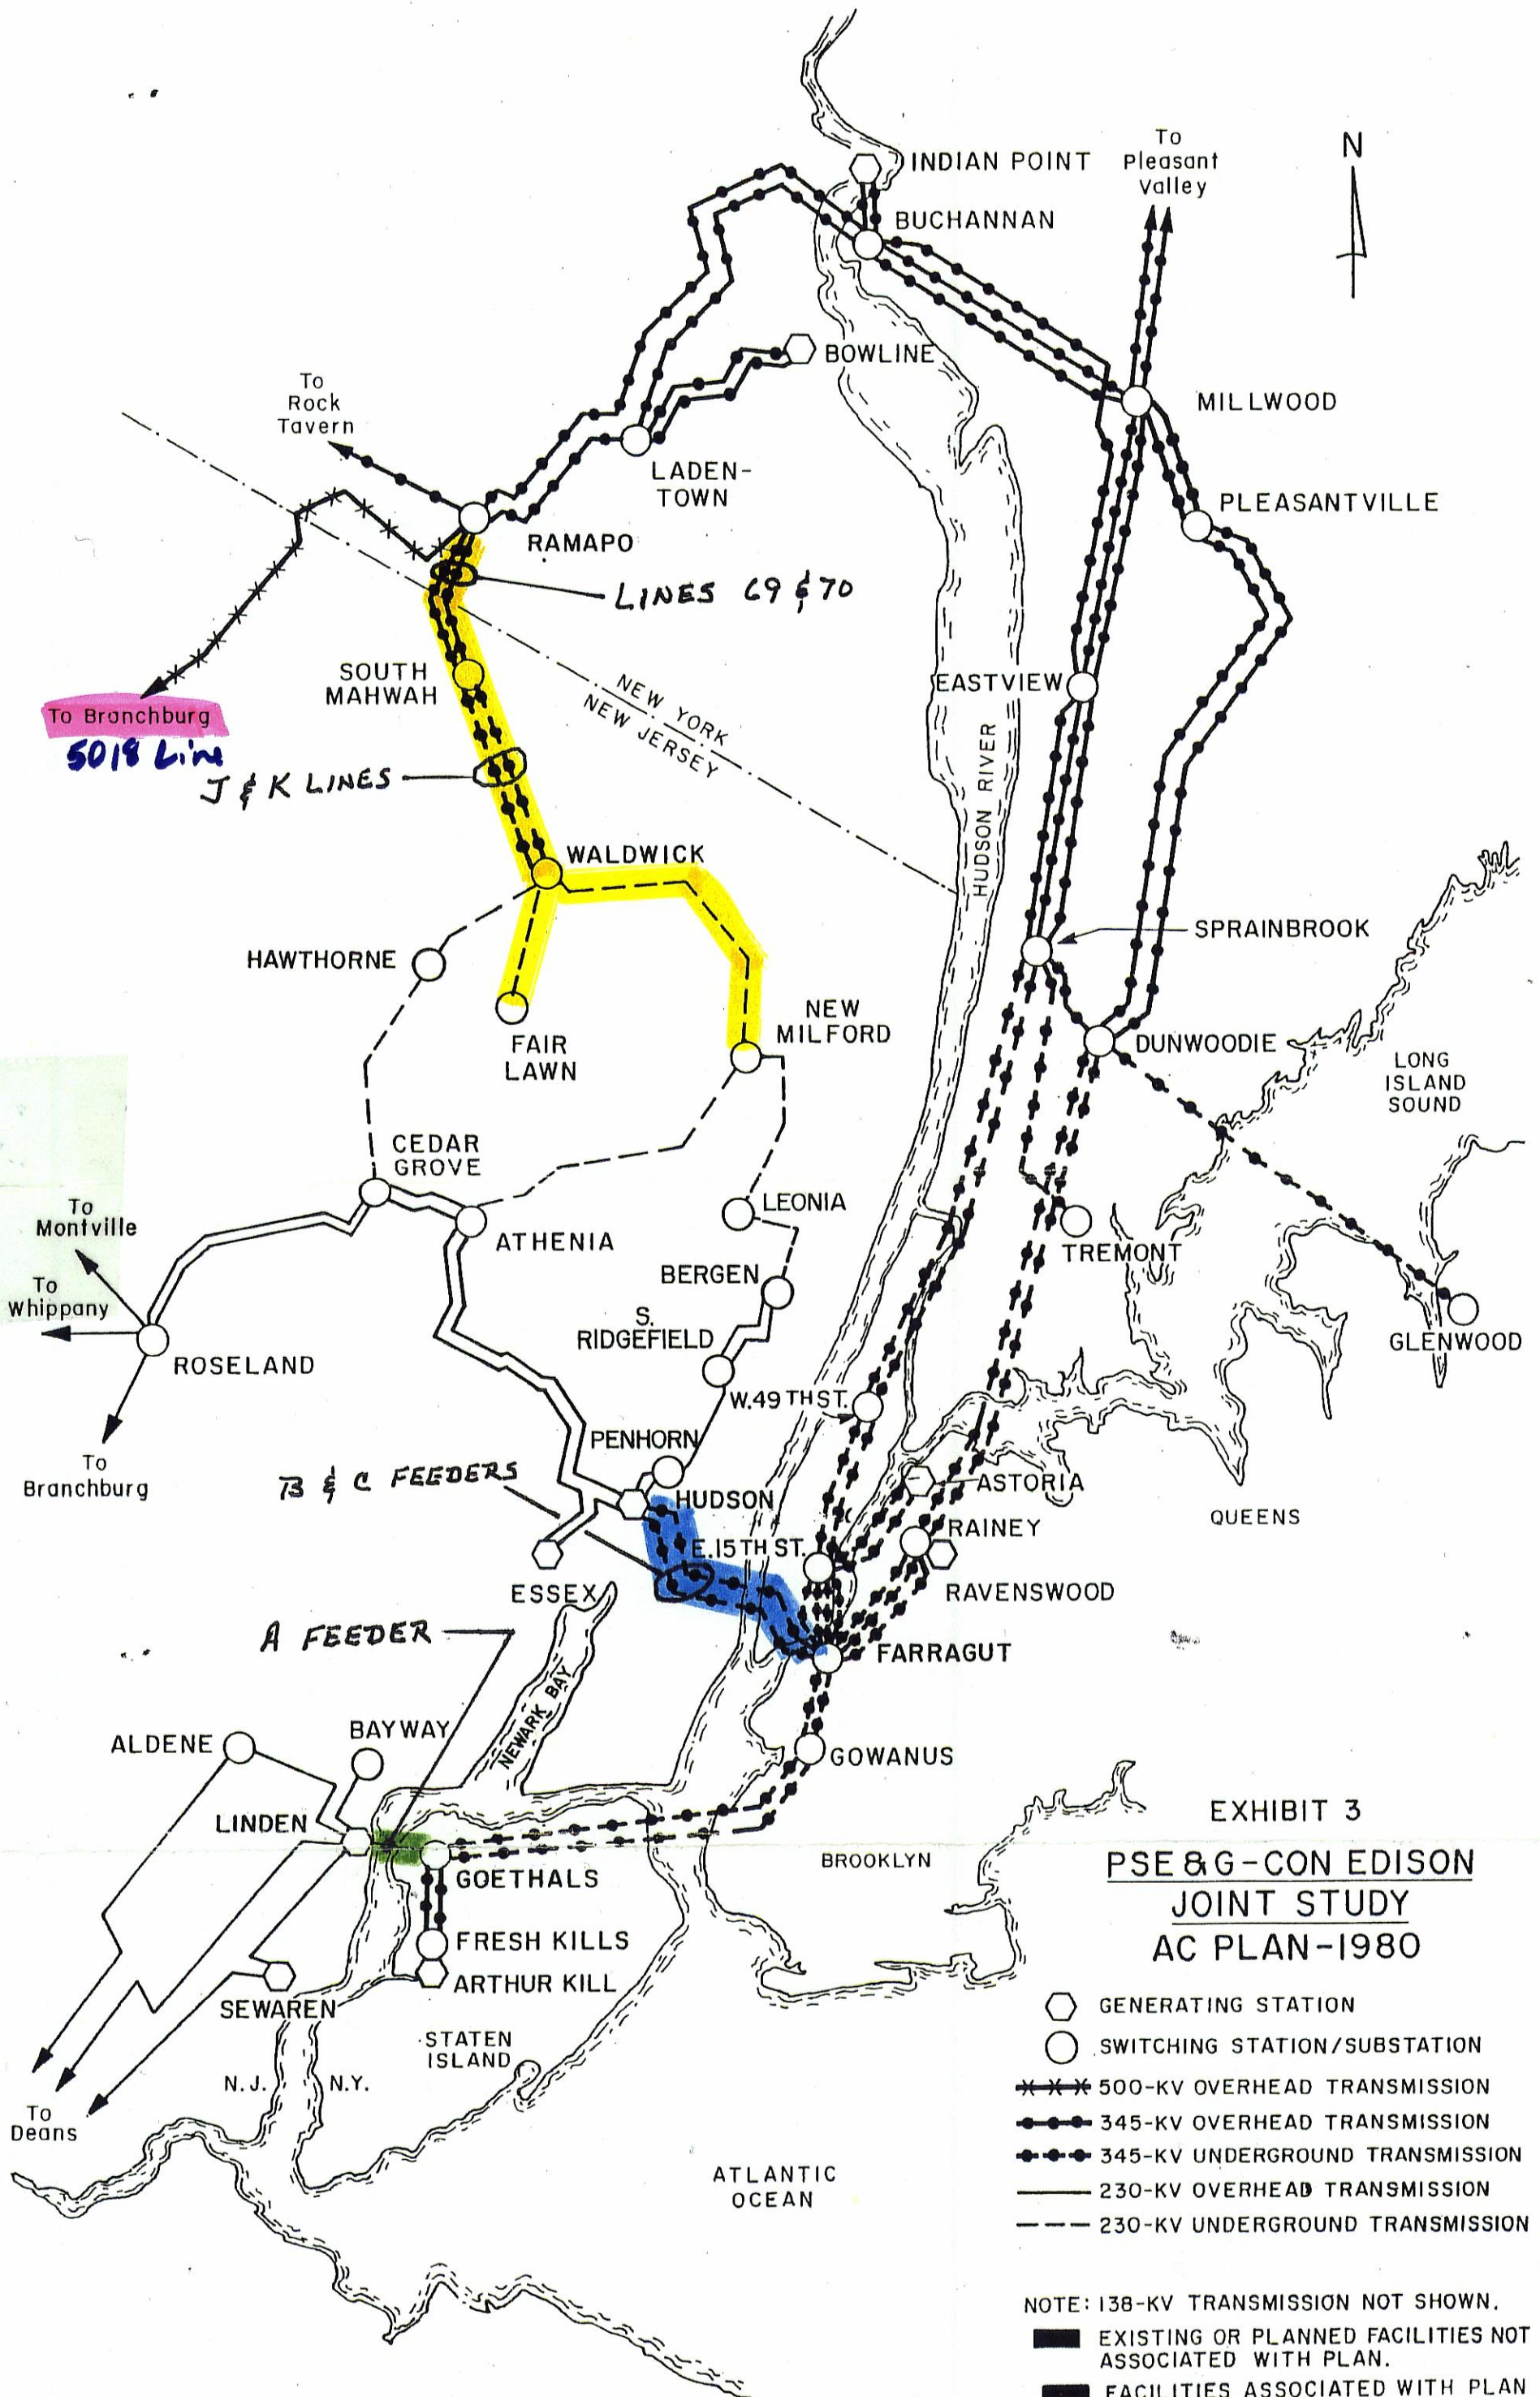 INDIAN POINT
To
Pleasant
Valley
N
BUCHANNAN
BOWLINE
To
Rock
Tavern
MILLWOOD
LADEN-
TOWN
PLEASANTVILLE
RAMAPO
LINES 69 & 70
SOUTH
MAHWAH
EASTVIEW
NEW YORK
NEW JERSEY
To Branchburg
5018 Line
J & K LINES
HUDSON RIVER
WALDWICK
SPRAINBROOK
HAWTHORNE
NEW
MILFORD
FAIR
LAWN
DUNWOODIE
LONG
ISLAND
SOUND
CEDAR
GROVE
LEONIA
To
Montville
ATHENIA
TREMONT
BERGEN
To
Whippany
S.
RIDGEFIELD
GLENWOOD
ROSELAND
W.49 TH ST.
PENHORN
To
Branchburg
B & C FEEDERS
ASTORIA
HUDSON
QUEENS
RAINEY
E.15TH ST.
ESSEX
RAVENSWOOD
A FEEDER
FARRAGUT
NEWARK BAY
ALDENE
BAYWAY
GOWANUS
LINDEN
EXHIBIT 3
BROOKLYN
PSE&G-CON EDISON
JOINT STUDY
AC PLAN-1980
GOETHALS
FRESH KILLS
ARTHUR KILL
SEWAREN
STATEN
ISLAND
N.J.
N.Y.
To
Deans
ATLANTIC
OCEAN
GENERATING STATION
SWITCHING STATION/SUBSTATION
500-KV OVERHEAD TRANSMISSION
345-KV OVERHEAD TRANSMISSION
345-KV UNDERGROUND TRANSMISSION
230-KV OVERHEAD TRANSMISSION
230-KV UNDERGROUND TRANSMISSION
NOTE: 138-KV TRANSMISSION NOT SHOWN.
EXISTING OR PLANNED FACILITIES NOT
ASSOCIATED WITH PLAN.
FACILITIES ASSOCIATED WITH PLAN